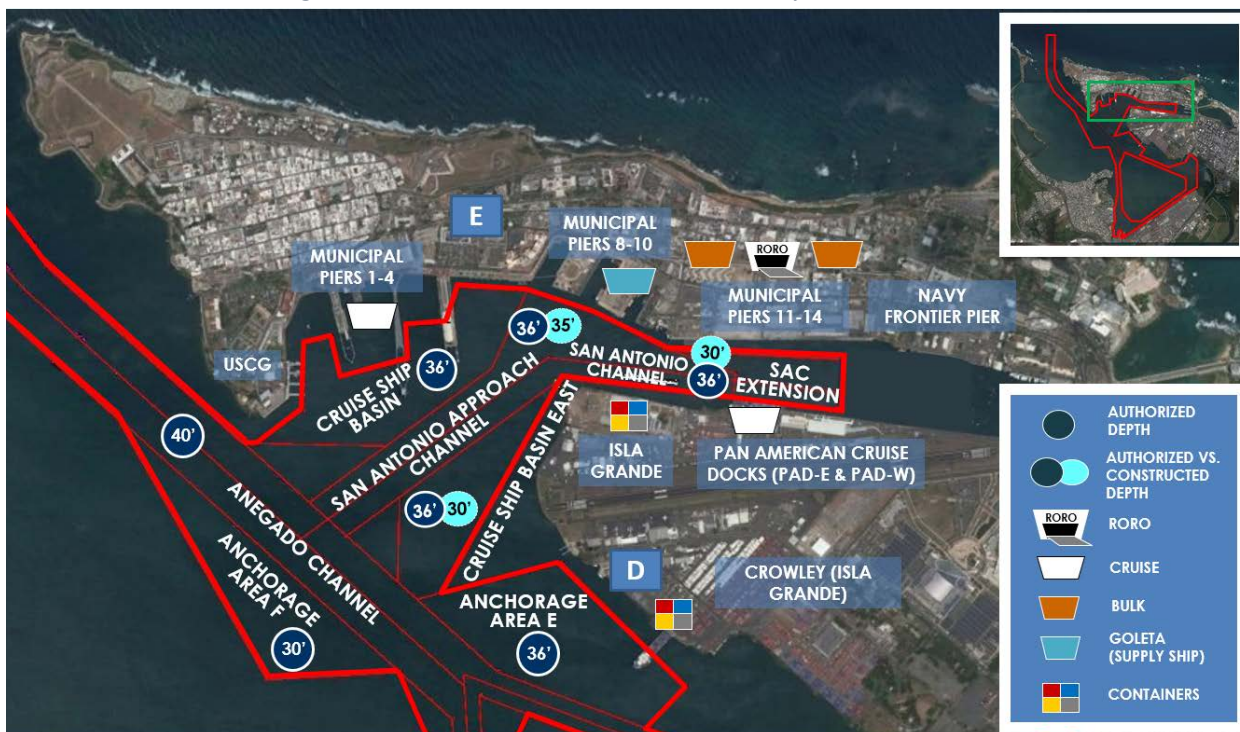 E
MUNICIPAL
PIERS 8-10
MUNICIPAL
PIERS 1-4
RORO
MUNICIPAL
PIERS 11-14
NAVY
FRONTIER PIER
USCG
36'
35'
30'
36'
36'
SAN ANTONIO
CHANNEL
SAC
EXTENSION
CRUISE SHIP
BASIN
SAN ANTONIO APPROACH
CHANNEL
40'
ISLA
GRANDE
PAN AMERICAN CRUISE
DOCKS (PAD-E & PAD-W)
36'
30'
CRUISE SHIP BASIN EAST
ANEGADO CHANNEL
ANCHORAGE
AREA F
30'
D
CROWLEY (ISLA
GRANDE)
ANCHORAGE
AREA E
36'
AUTHORIZED
DEPTH
AUTHORIZED VS.
CONSTRUCTED
DEPTH
RORO
RORO
CRUISE
BULK
GOLETA
(SUPPLY SHIP)
CONTAINERS